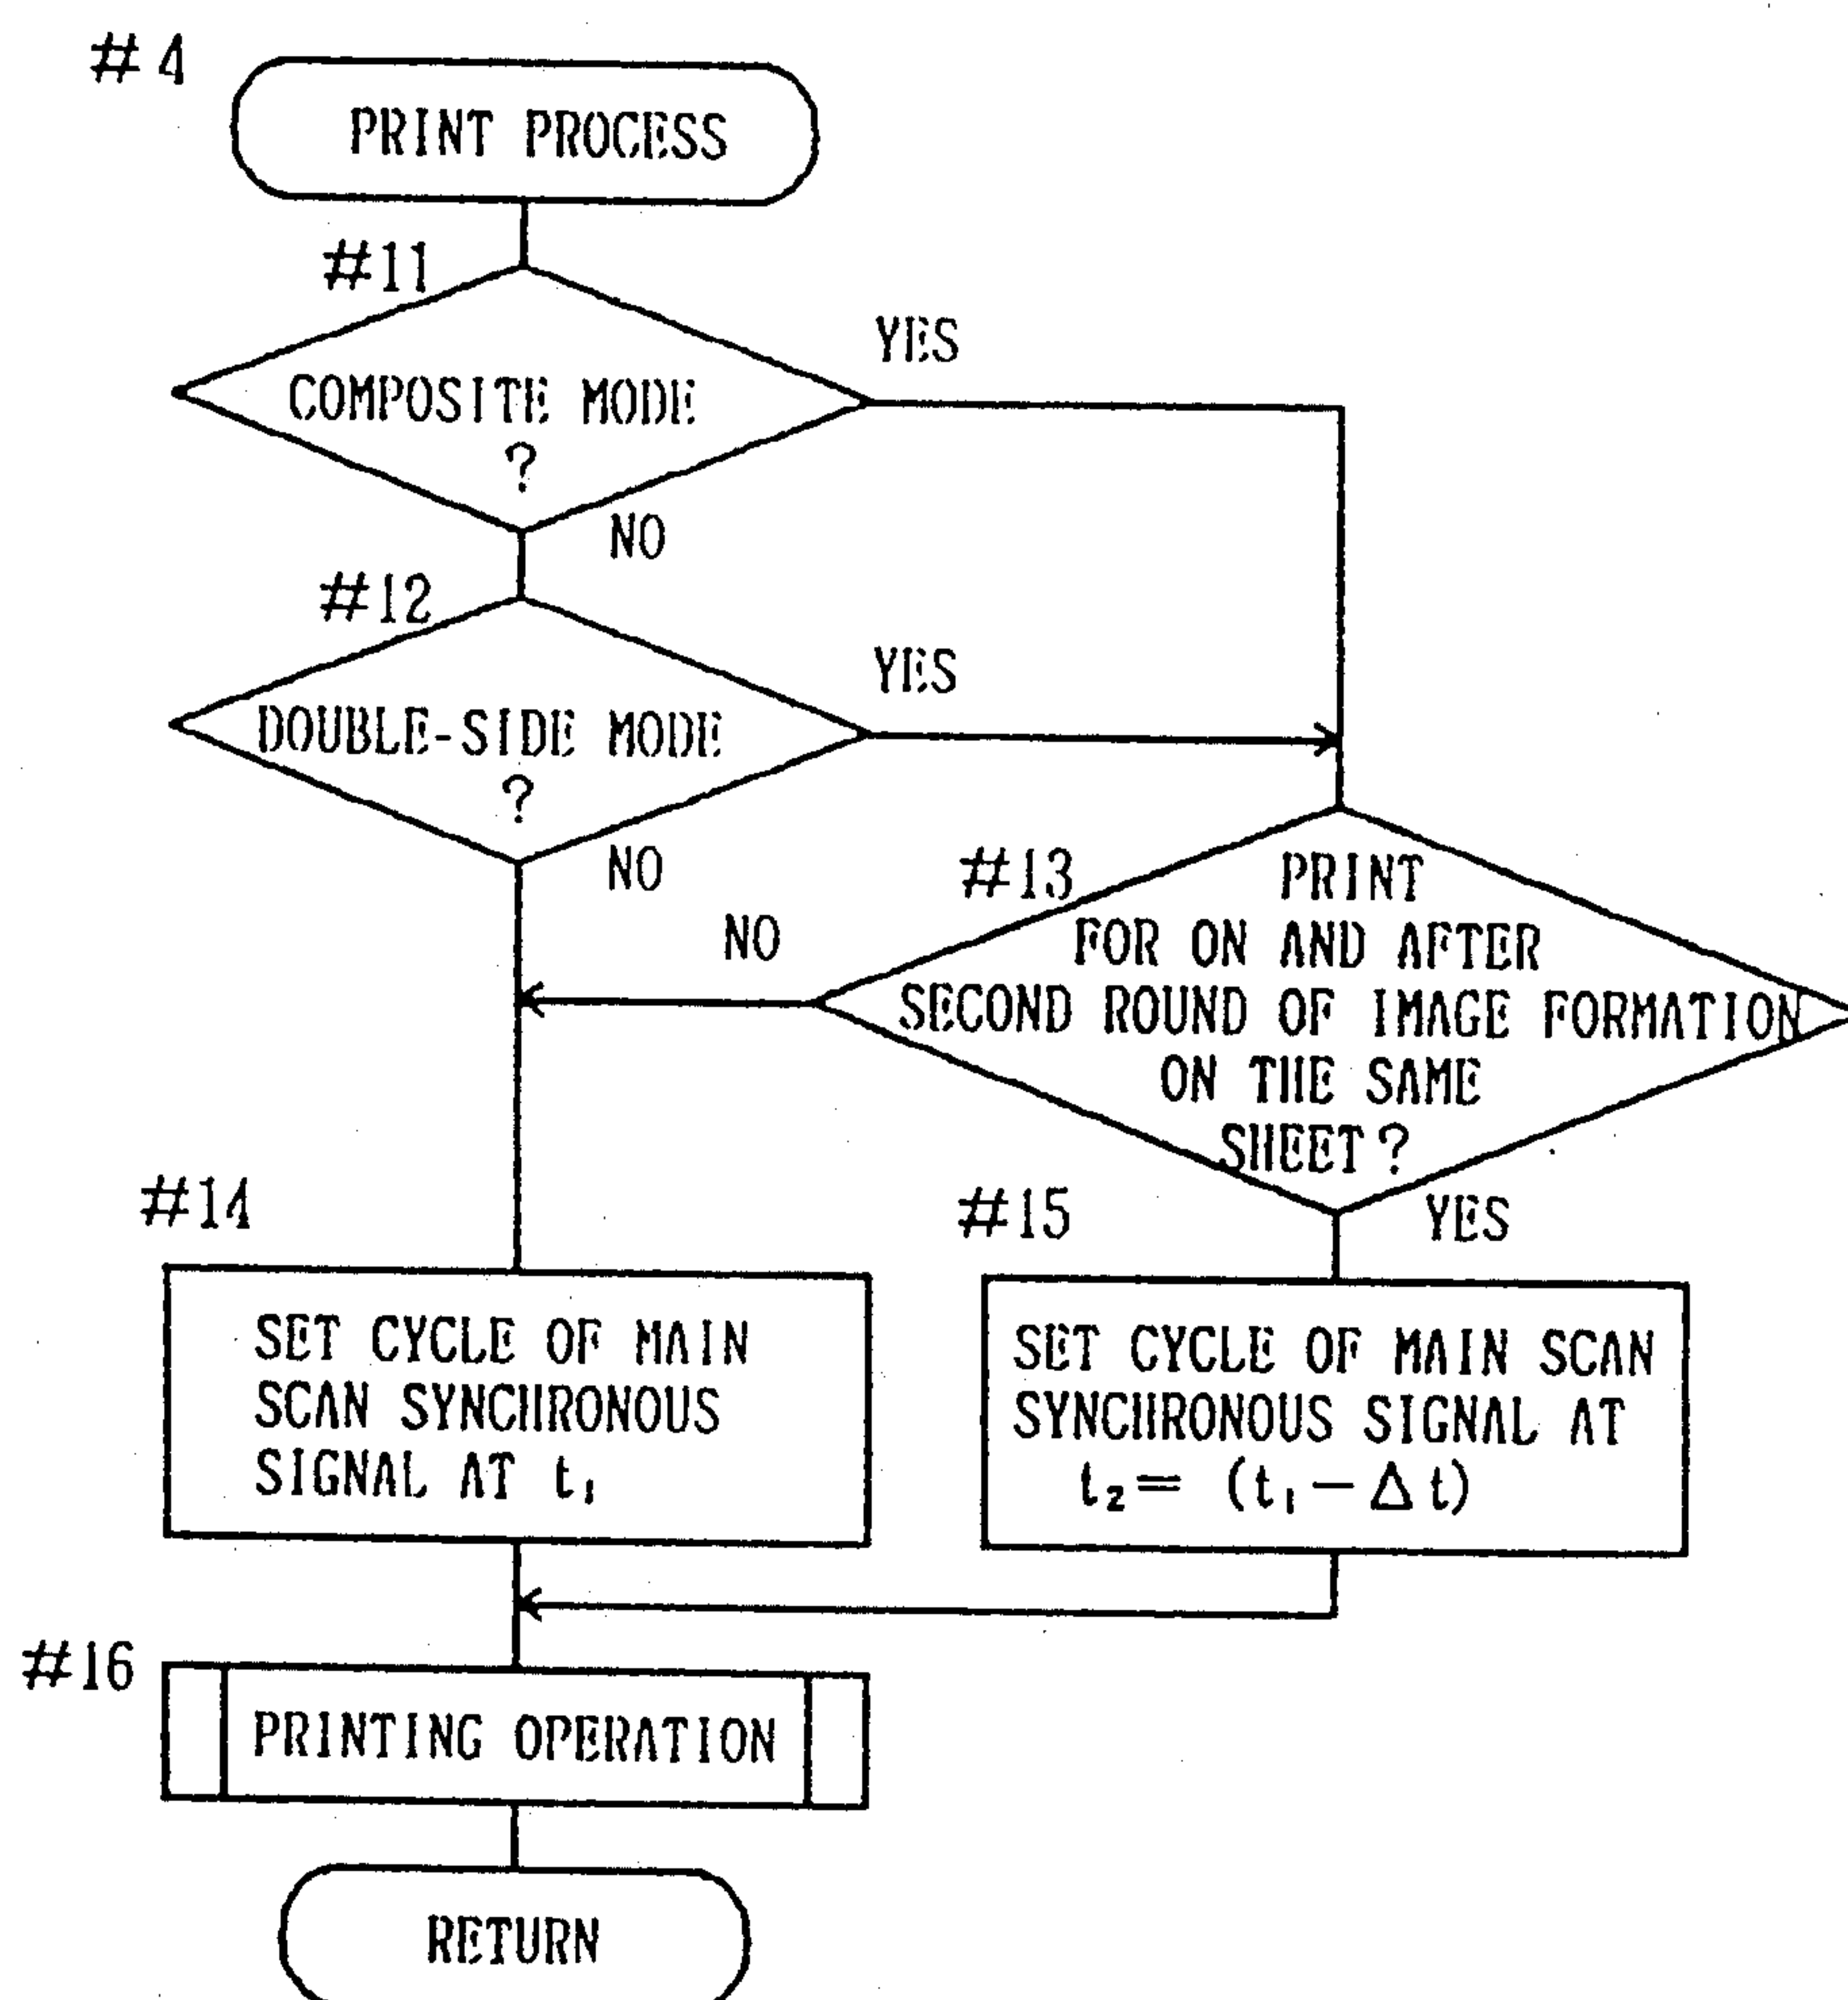 #4
PRINT PROCESS
#11
YES
COMPOSITE MODE
?
NO
#12
YES
DOUBLE-SIDE MODE
?
NO
#13
PRINT
NO
FOR ON AND AFTER
SECOND ROUND OF IMAGE FORMATION
ON THE SAME
SHEET?
#14
#15
YES
SET CYCLE OF MAIN
SCAN SYNCHRONOUS
SIGNAL AT t₁
SET CYCLE OF MAIN SCAN
SYNCHRONOUS SIGNAL AT
t₂= (t₁-Δt)
#16
PRINTING OPERATION
RETURN